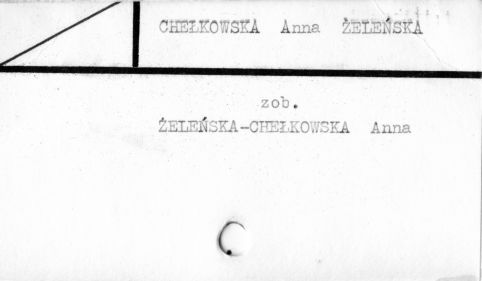 CHEŁKOWSKA Anna ŻELEŃSKA
zob.
ŻELEŃSKA-CHEŁKOWSKA Anna